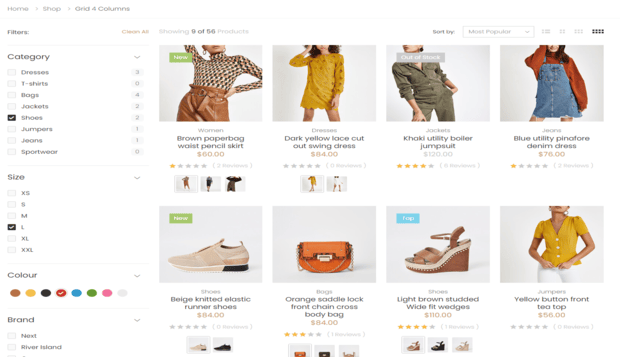 Home > Shop > Grid 4 Columns
Filters:
Clean All
Showing 9 of 56 Products
Sort by:
Most Popular
Category
Dresses 3
T-shirts 0
Bags 4
Jackets 2
Shoes 2
Jumpers 1
Jeans 1
Sportwear 0
Size
XS
S
M
L
XL
XXL
Colour
Brand
Next
River Island
New
Women
Brown paperbag
waist pencil skirt
$60.00
( 2 Reviews )
Dresses
Dark yellow lace cut
out swing dress
$84.00
( 0 Reviews )
Out of Stock
Jackets
Khaki utility boiler
jumpsuit
$120.00
( 6 Reviews )
Jeans
Blue utility pinafore
denim dress
$76.00
( 2 Reviews )
New
Shoes
Beige knitted elastic
runner shoes
$84.00
( 0 Reviews )
Bags
Orange saddle lock
front chain cross
body bag
$84.00
( 1 Reviews )
Top
Shoes
Light brown studded
Wide fit wedges
$110.00
( 1 Reviews )
Jumpers
Yellow button front
tea top
$56.00
( 0 Reviews )